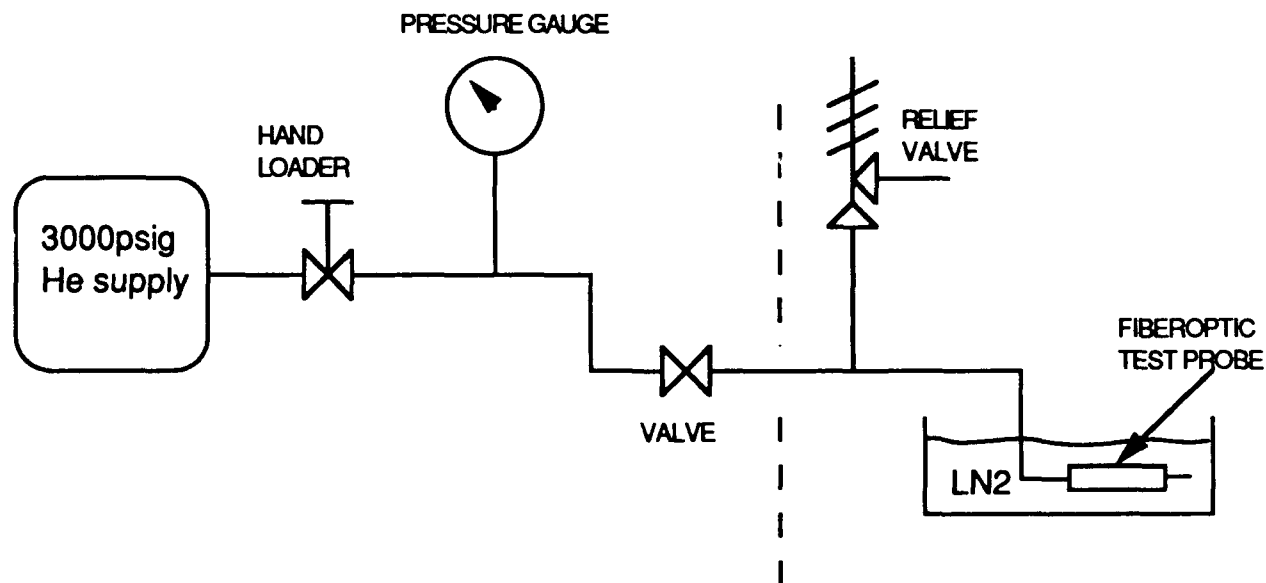 PRESSURE GAUGE
HAND
LOADER
3000psig
He supply
RELIEF
VALVE
FIBEROPTIC
TEST PROBE
VALVE
LN2